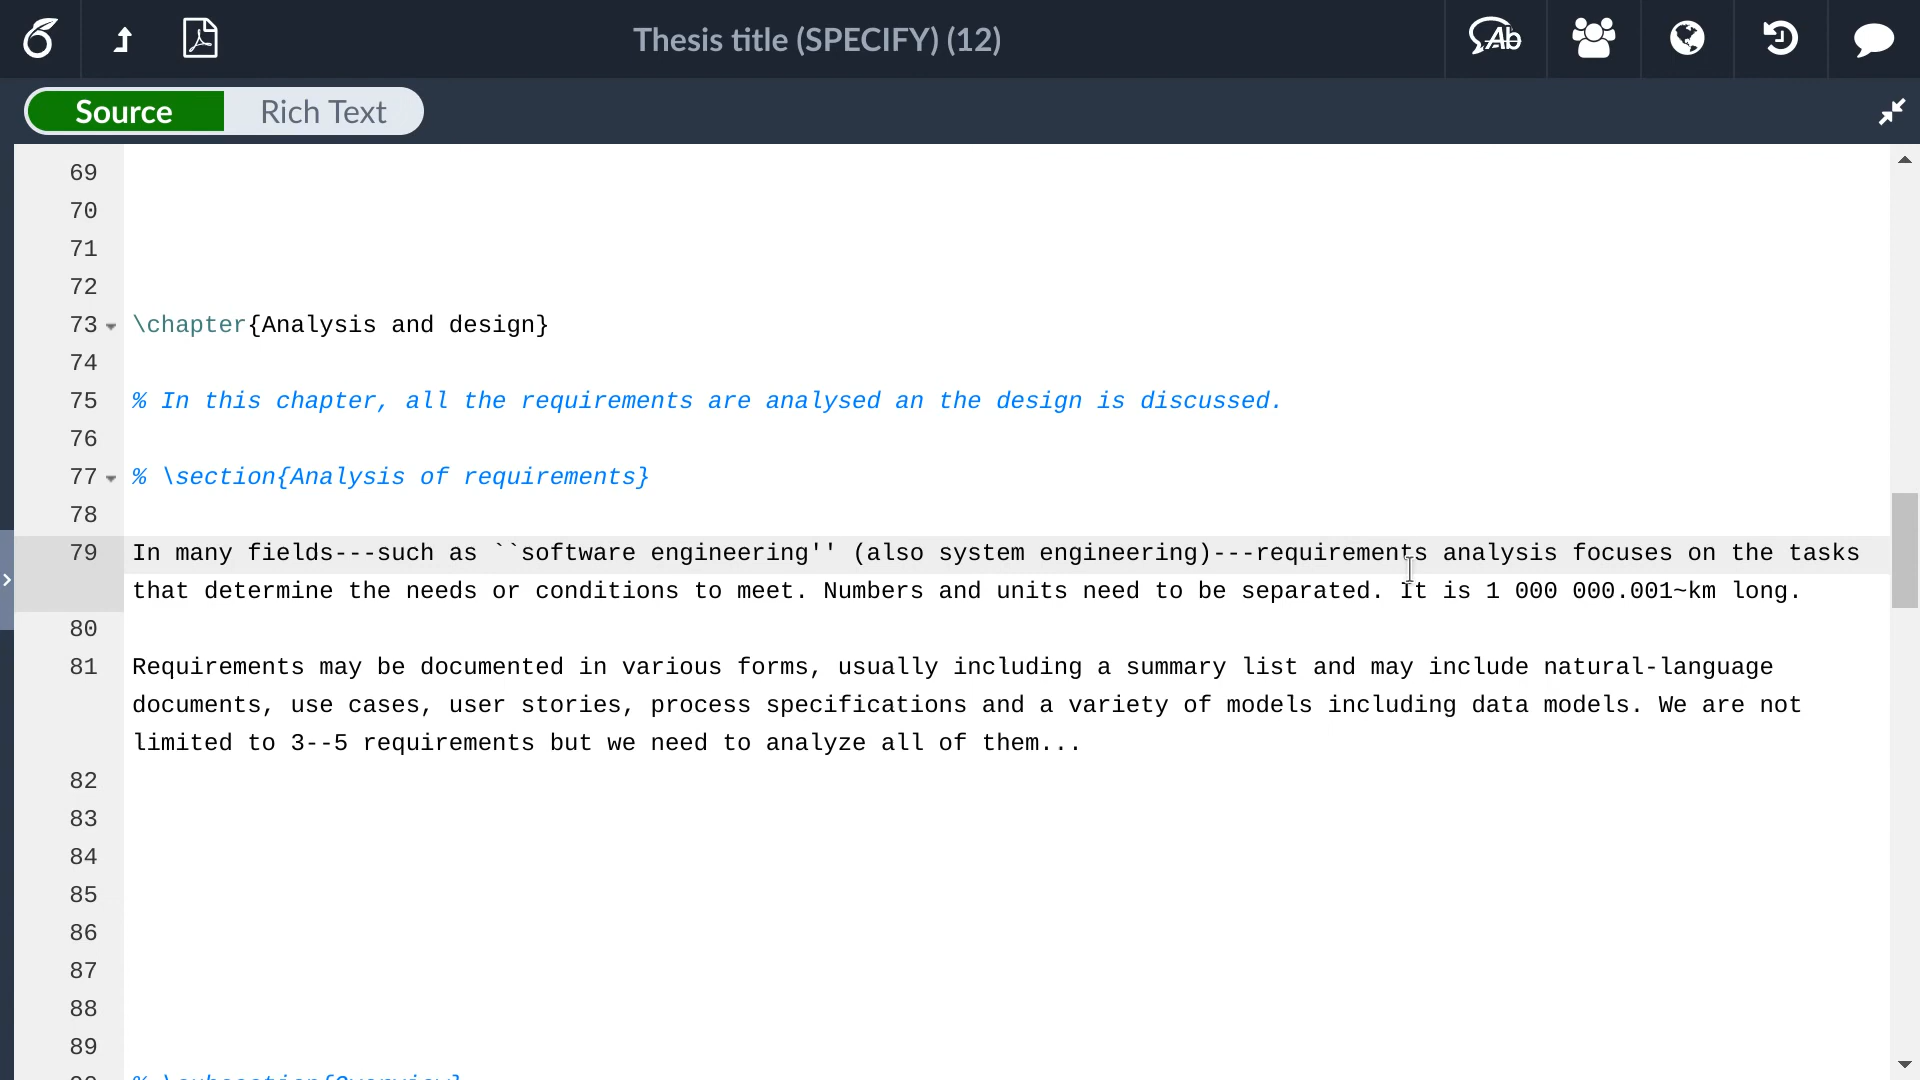 Thesis title (SPECIFY) (12)
Ab
Source Rich Text
69
70
71
72
73 \chapter{Analysis and design}
74
75 % In this chapter, all the requirements are analysed an the design is discussed.
76
77 % \section{Analysis of requirements}
78
79 In many fields---such as ``software engineering'' (also system engineering)---requirements analysis focuses on the tasks
that determine the needs or conditions to meet. Numbers and units need to be separated. It is 1 000 000.001~km long.
80
81 Requirements may be documented in various forms, usually including a summary list and may include natural-language
documents, use cases, user stories, process specifications and a variety of models including data models. We are not
limited to 3--5 requirements but we need to analyze all of them...
82
83
84
85
86
87
88
89
% \subsection{Overview}